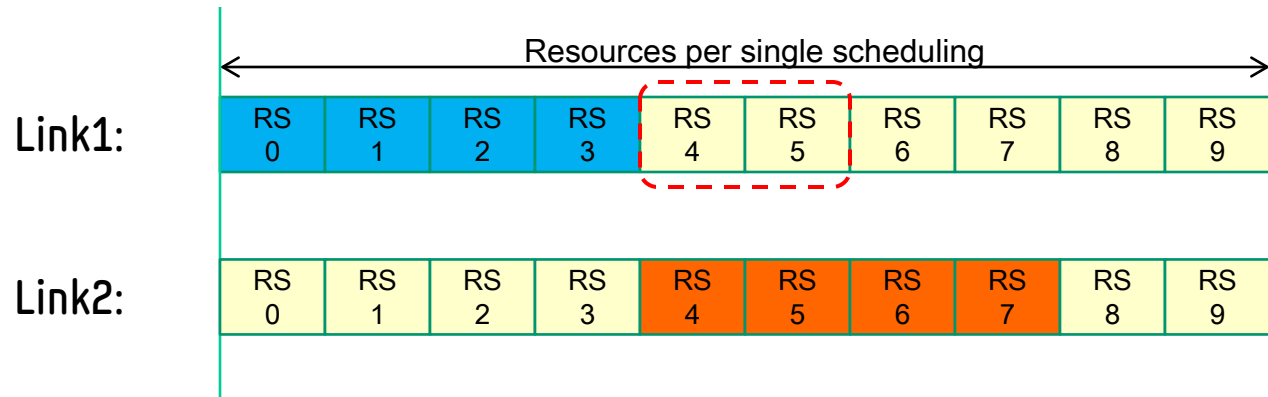 Resources per single scheduling
Link1:
RS RS RS RS RS RS RS RS RS RS
0 1 2 3 4 5 6 7 8 9
Link2:
RS RS RS RS RS RS RS RS RS RS
0 1 2 3 4 5 6 7 8 9